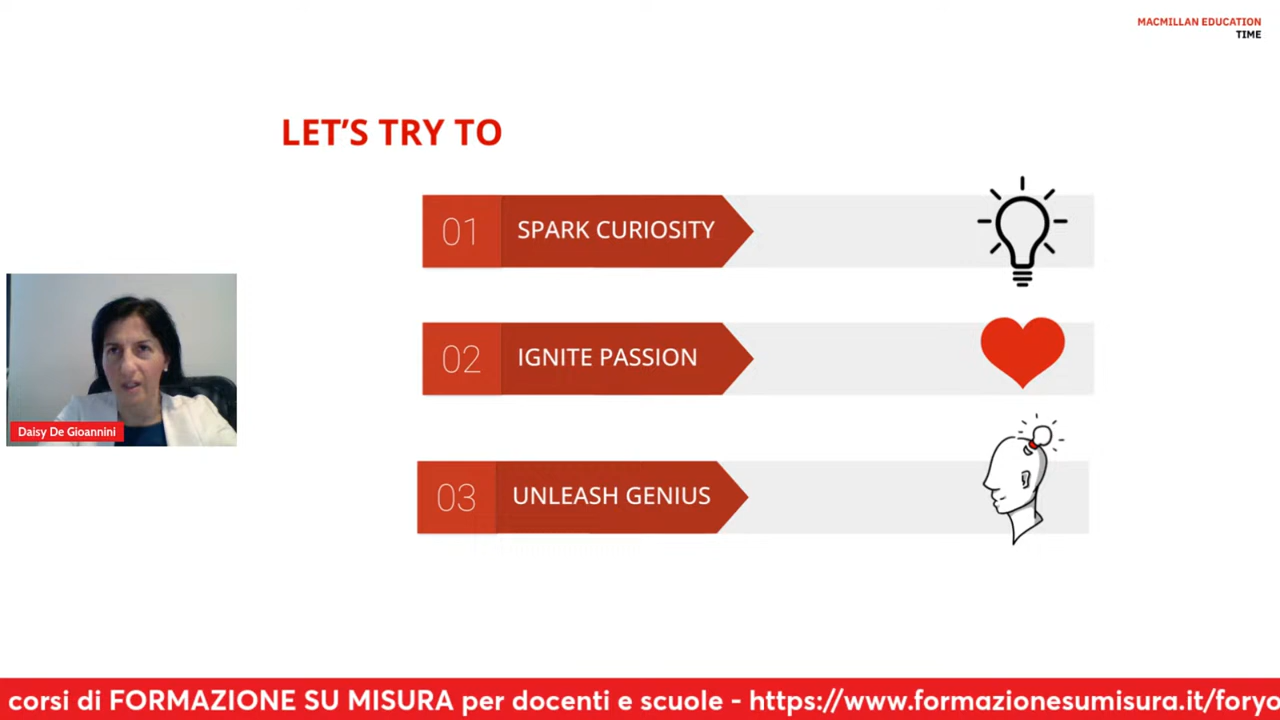 MACMILLAN EDUCATION
TIME
LET'S TRY TO
01 SPARK CURIOSITY
02 IGNITE PASSION
03 UNLEASH GENIUS
Daisy De Gioannini
corsi di FORMAZIONE SU MISURA per docenti e scuole - https://www.formazionesumisura.it/foryo